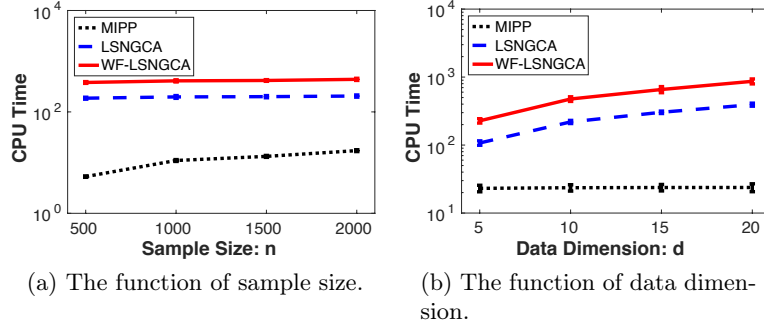 MIPP
LSNGCA
WF-LSNGCA
10^4
10^2
10^0
CPU Time
500
1000
1500
2000
Sample Size: n
(a) The function of sample size.
MIPP
LSNGCA
WF-LSNGCA
10^4
10^3
10^2
10^1
CPU Time
5
10
15
20
Data Dimension: d
(b) The function of data dimen-
sion.